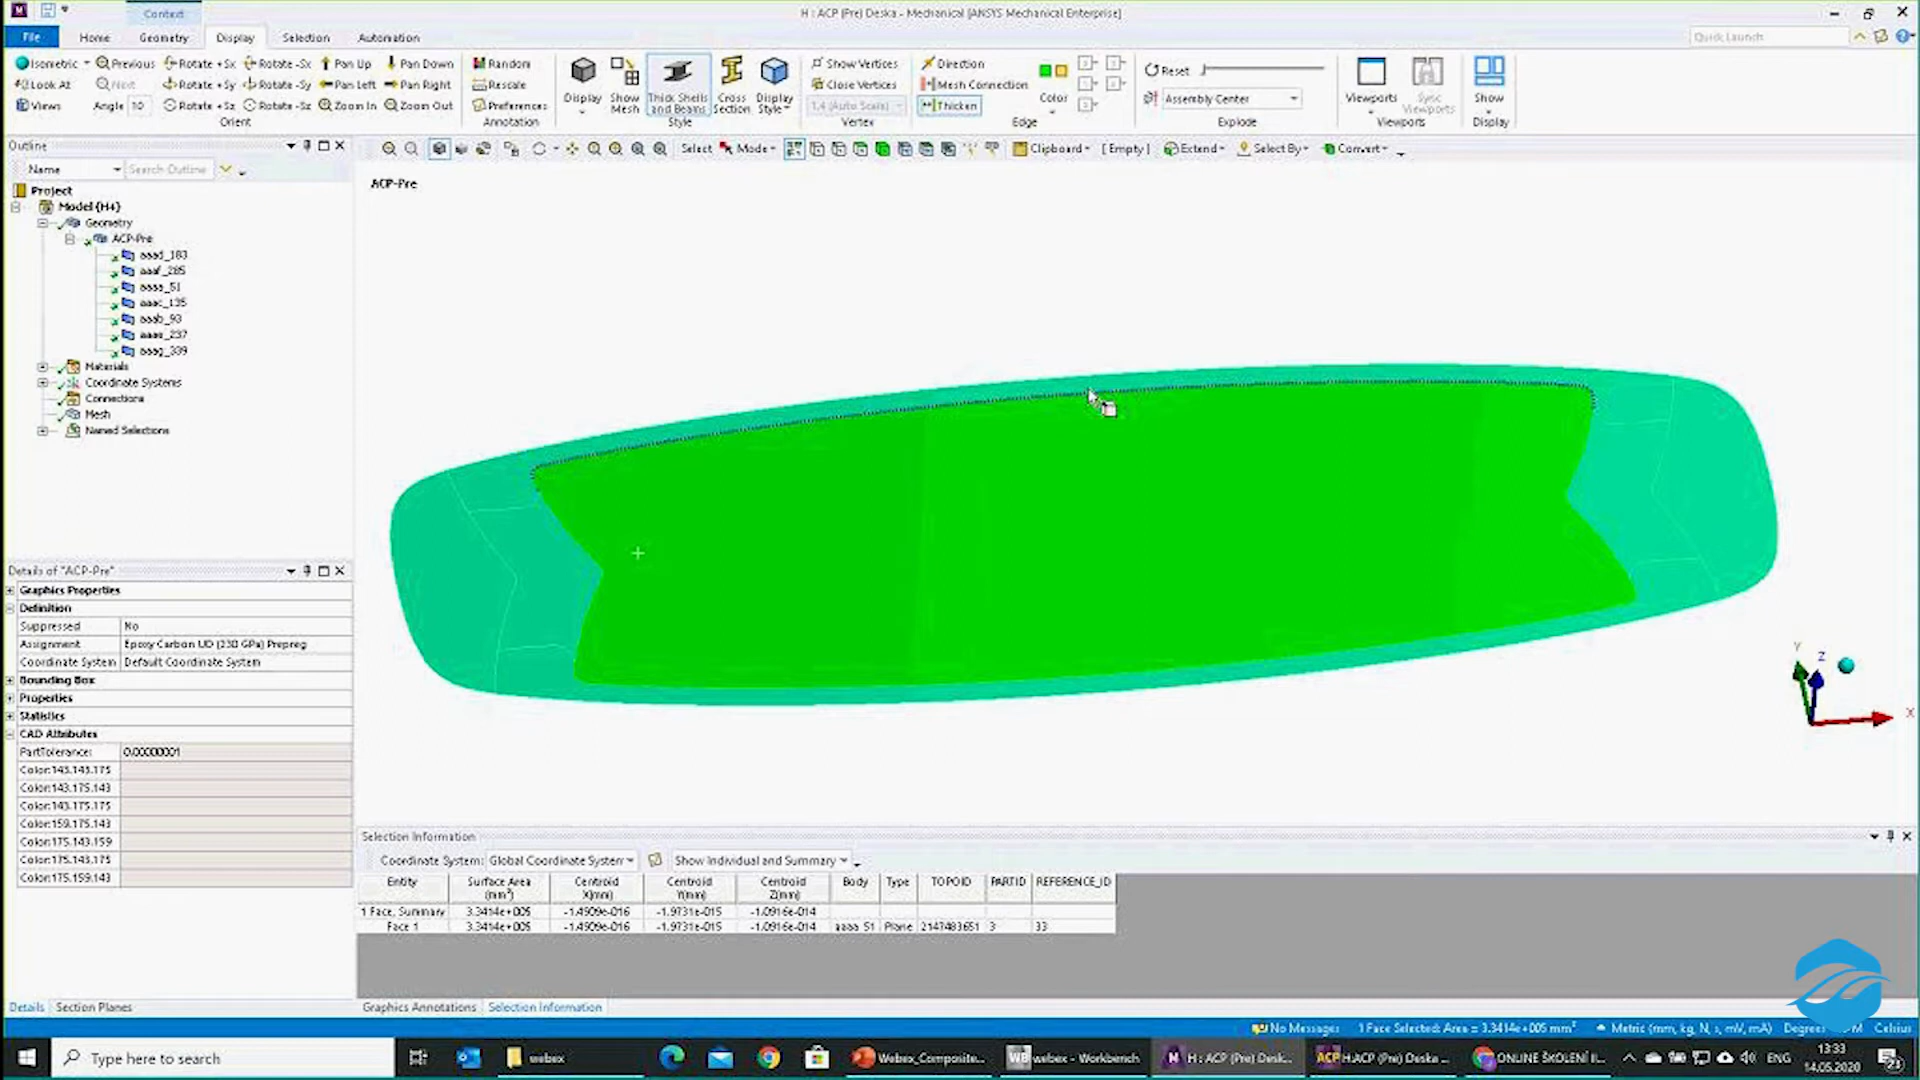 Context
H : ACP (Pre) Deska - Mechanical [ANSYS Mechanical Enterprise]
File Home Geometry Display Selection Automation
Quick Launch
Isometric Previous Rotate +Sx Rotate -Sx Pan Up Pan Down
Look At Next Rotate +Sy Rotate -Sy Pan Left Pan Right
Views Angle 10 Rotate +Sz Rotate -Sz Zoom In Zoom Out
Orient
Random
Rescale
Preferences
Annotation
Display
Show Mesh
Thick Shells and Beams
Cross Section
Display Style
Style
Show Vertices
Close Vertices
1.4 (Auto Scale)
Vertex
Direction
Mesh Connection
Thicken
Color
Edge
Reset
Assembly Center
Explode
Viewports
Sync Viewports
Viewports
Show
Display
Outline
Select Mode Clipboard [ Empty ] Extend Select By Convert
Name Search Outline
ACP-Pre
Project
Model (H4)
Geometry
ACP-Pre
aaad_183
aaaf_285
aaaa_51
aaac_135
aaab_93
aaae_237
aaag_339
Materials
Coordinate Systems
Connections
Mesh
Named Selections
Details of "ACP-Pre"
Graphics Properties
Definition
Suppressed No
Assignment Epoxy Carbon UD (230 GPa) Prepreg
Coordinate System Default Coordinate System
Bounding Box
Properties
Statistics
CAD Attributes
PartTolerance: 0.00000001
Color:143.143.175
Color:143.175.143
Color:143.175.175
Color:159.175.143
Color:175.143.159
Color:175.143.175
Color:175.159.143
Y
Z
X
Selection Information
Coordinate System: Global Coordinate System Show Individual and Summary
Entity Surface Area (mm²) Centroid X(mm) Centroid Y(mm) Centroid Z(mm) Body Type TOPOID PARTID REFERENCE_ID
1 Face, Summary 3.3414e+005 -1.4909e-016 -1.9731e-015 -1.0916e-014
Face 1 3.3414e+005 -1.4909e-016 -1.9731e-015 -1.0916e-014 aaaa_51 Plane 2147483651 3 33
Details Section Planes
Graphics Annotations Selection Information
No Messages 1 Face Selected: Area = 3.3414e+005 mm² Metric (mm, kg, N, s, mV, mA) Degrees Celsius
Type here to search
webex
Webex_Composite...
webex - Workbench
H : ACP (Pre) Desk...
H:ACP (Pre) Deska ...
ONLINE ŠKOLENÍ II...
ENG
13:33
14.05.2020